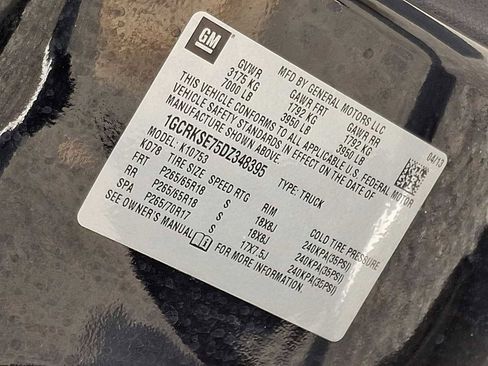 GM
MFD BY GENERAL MOTORS LLC
GVWR GAWR FRT GAWR RR
3175 KG 1792 KG 1792 KG
7000 LB 3950 LB 3950 LB
THIS VEHICLE CONFORMS TO ALL APPLICABLE U.S. FEDERAL MOTOR
VEHICLE SAFETY STANDARDS IN EFFECT ON THE DATE OF
MANUFACTURE SHOWN ABOVE.
04/13
1GCRKSE75DZ348395 TYPE: TRUCK
MODEL: K10753
KD78 TIRE SIZE SPEED RTG RIM COLD TIRE PRESSURE
FRT P265/65R18 S 18X8J 240KPA(35PSI)
RR P265/65R18 S 18X8J 240KPA(35PSI)
SPA P265/70R17 S 17X7.5J 240KPA(35PSI)
SEE OWNER'S MANUAL FOR MORE INFORMATION.